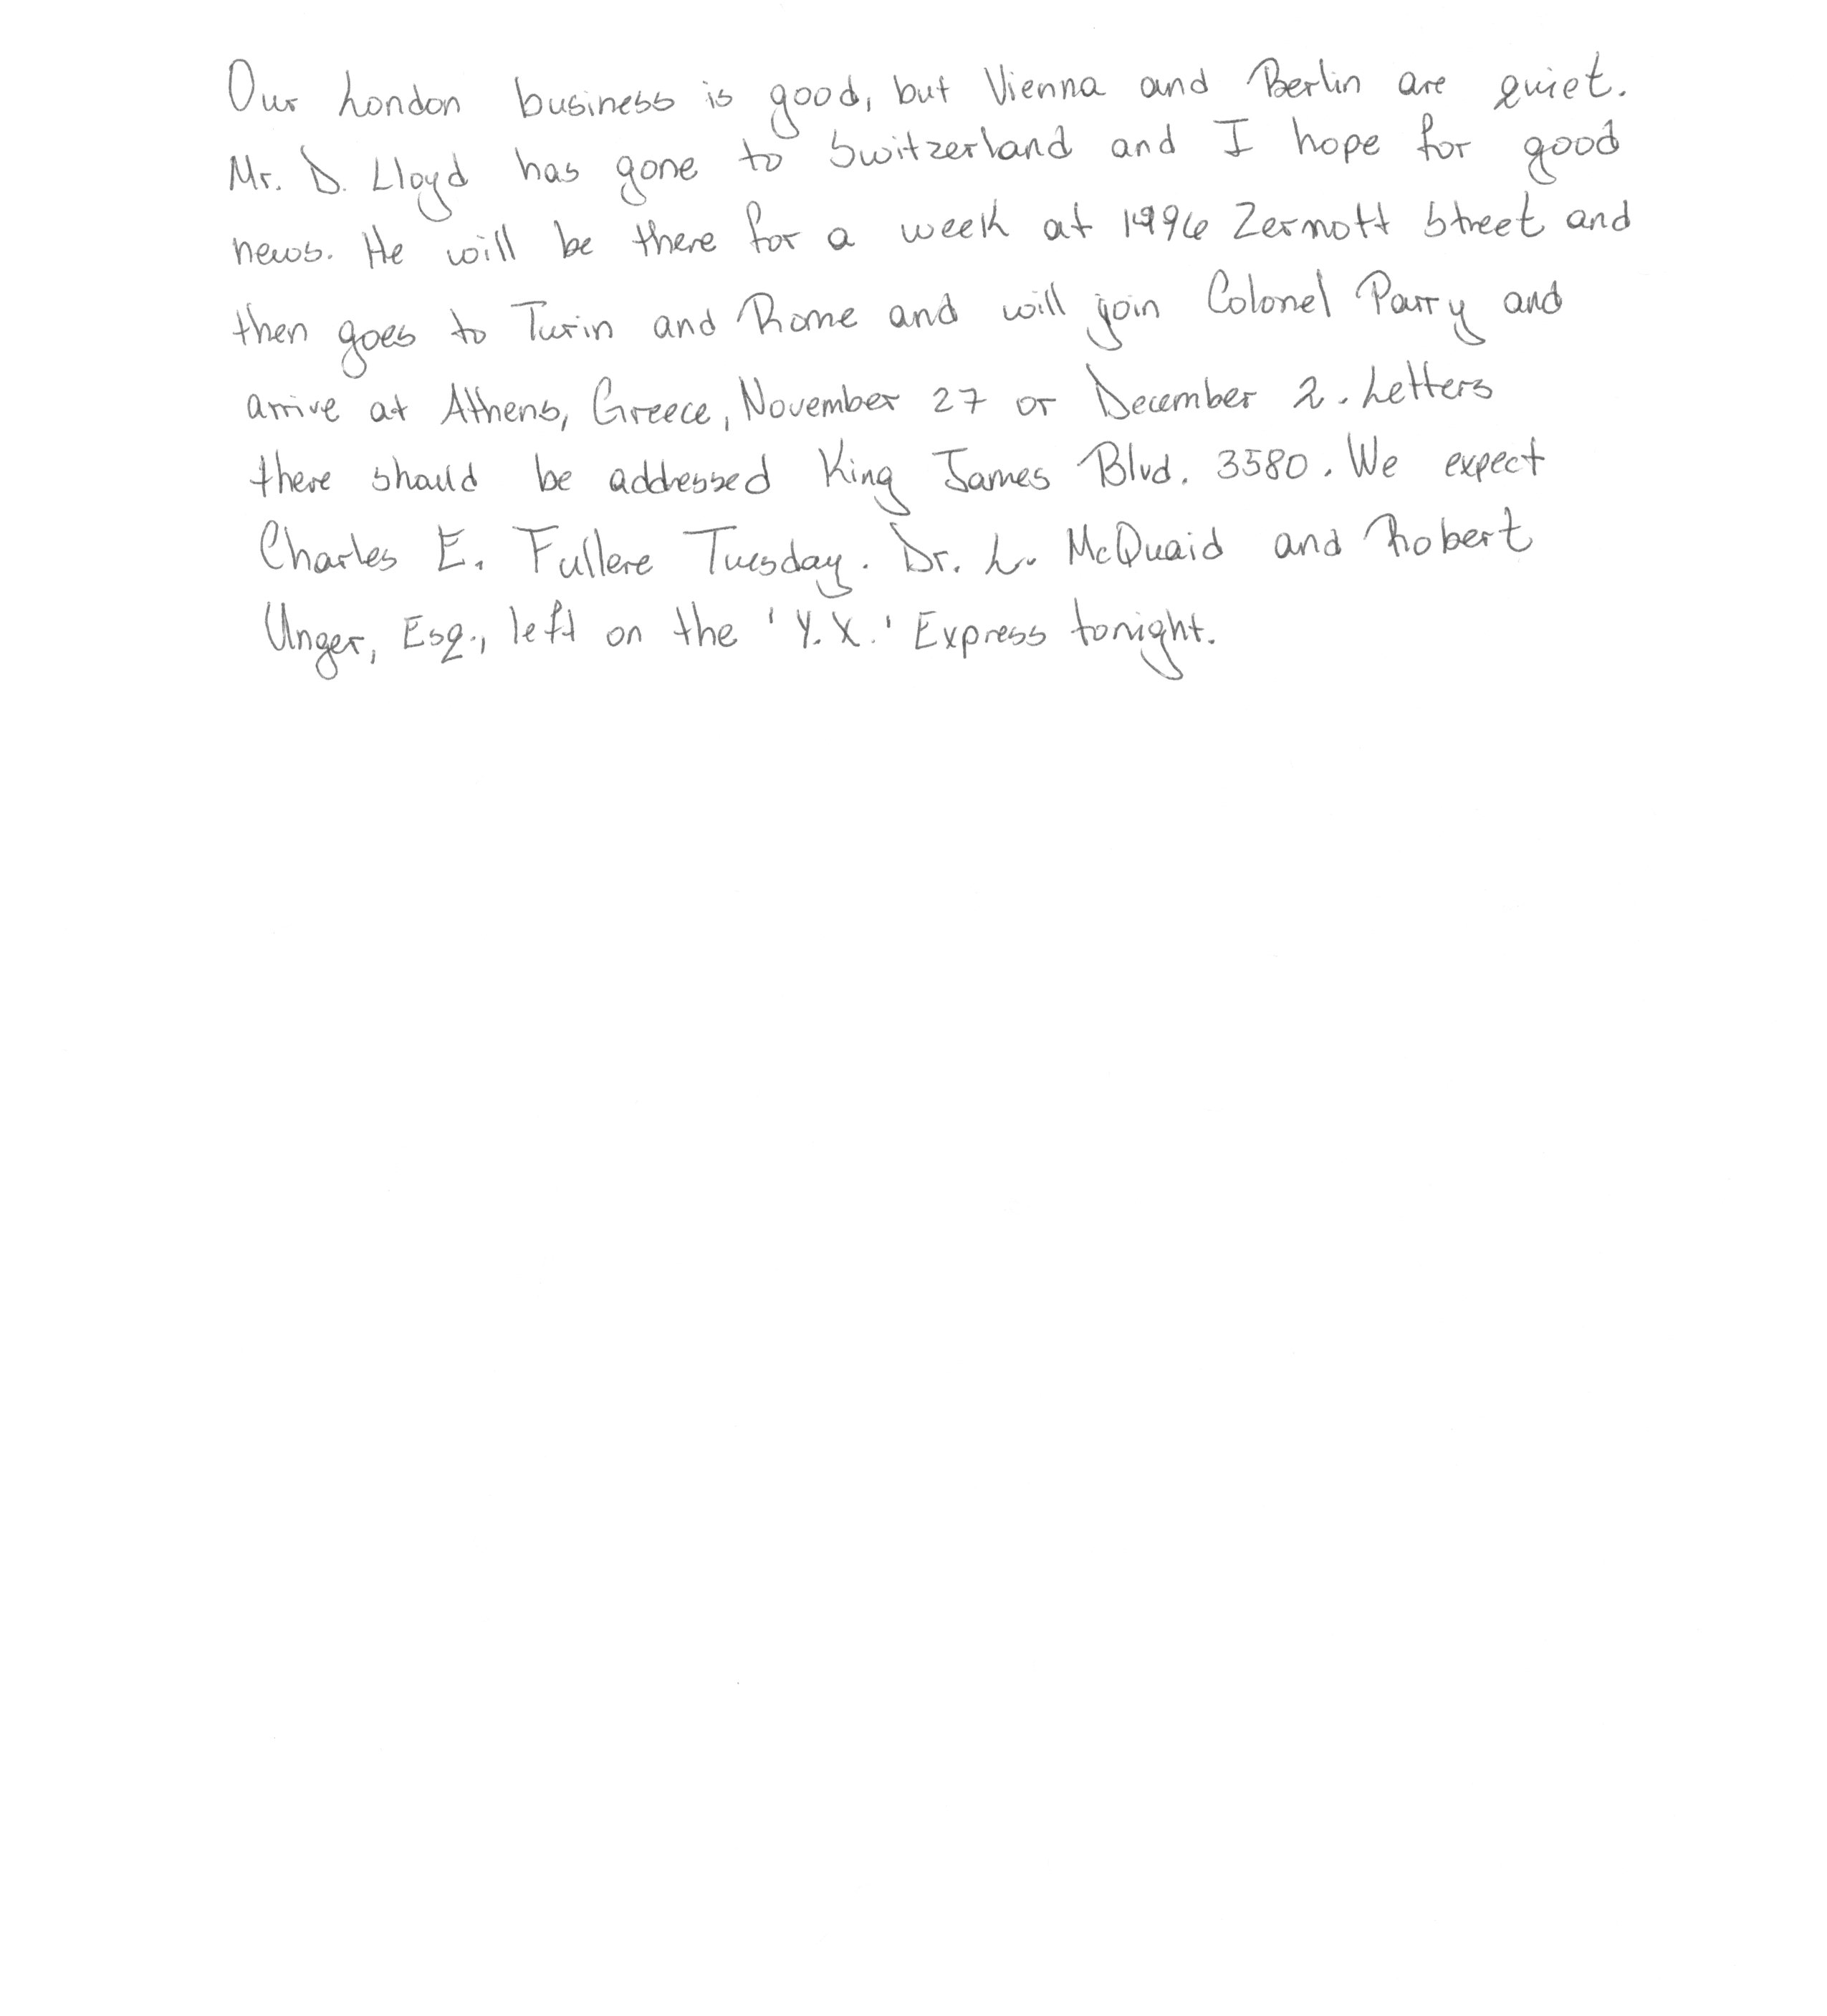 Our London business is good, but Vienna and Berlin are quiet.
Mr. D. Lloyd has gone to Switzerland and I hope for good
news. He will be there for a week at 1996 Zermott Street and
then goes to Turin and Rome and will join Colonel Parry and
arrive at Athens, Greece, November 27 or December 2. Letters
there should be addressed King James Blvd. 3580. We expect
Charles E. Fullere Tuesday. Dr. L. McQuaid and Robert
Unger, Esq., left on the 'Y.X.' Express tonight.